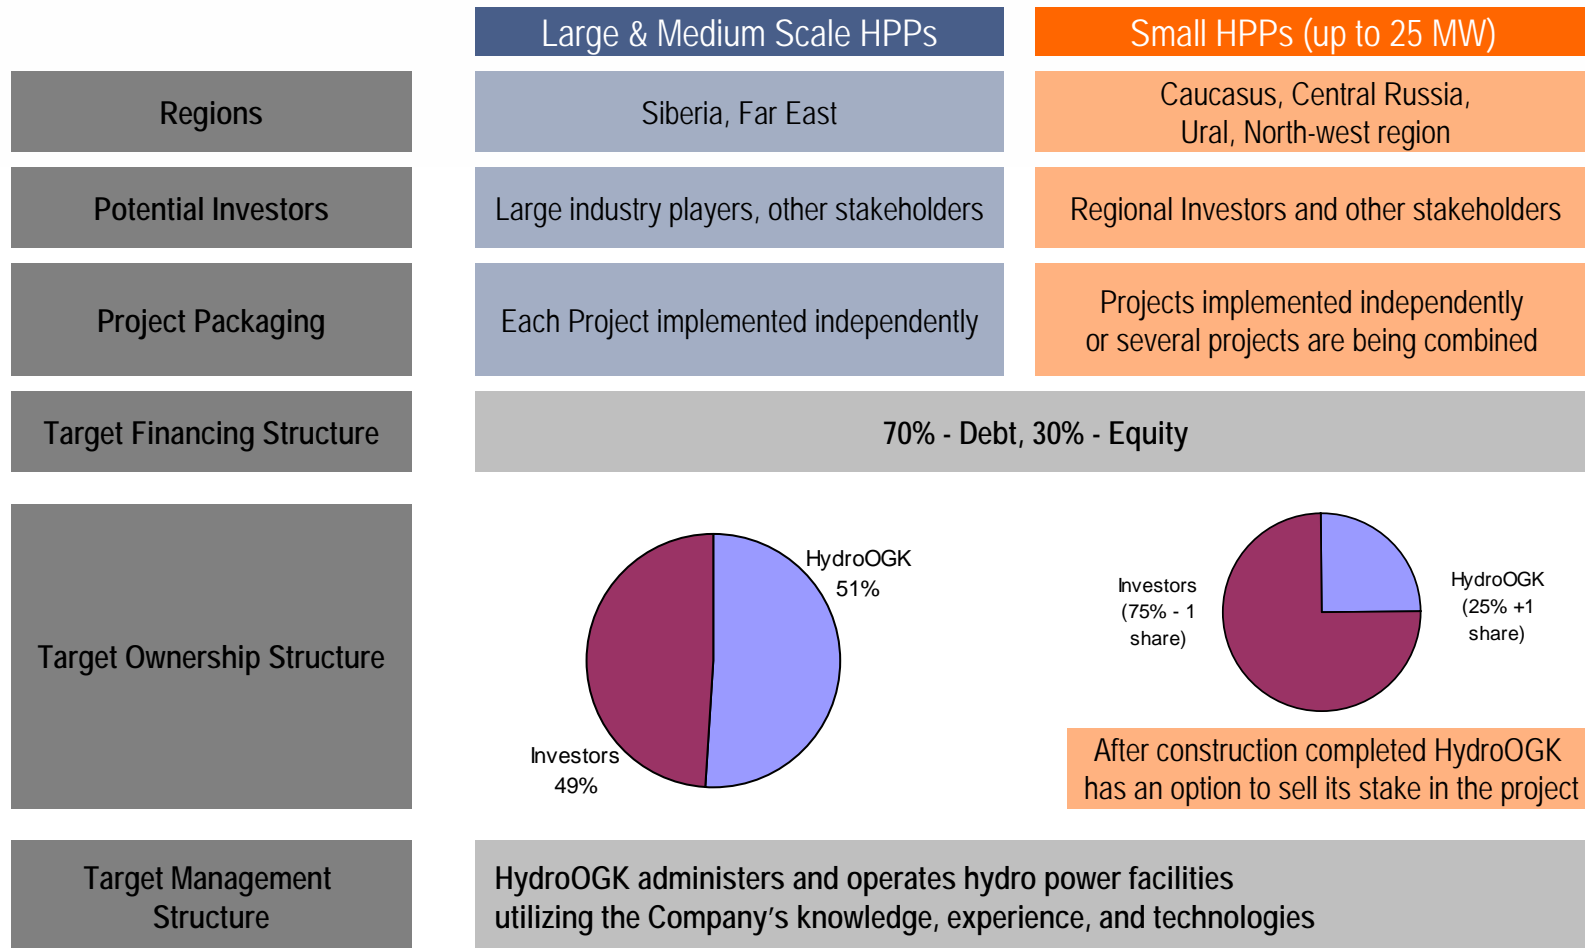 Large & Medium Scale HPPs
Small HPPs (up to 25 MW)
Regions
Siberia, Far East
Caucasus, Central Russia,
Ural, North-west region
Potential Investors
Large industry players, other stakeholders
Regional Investors and other stakeholders
Project Packaging
Each Project implemented independently
Projects implemented independently
or several projects are being combined
Target Financing Structure
70% - Debt, 30% - Equity
Target Ownership Structure
HydroOGK
51%
Investors
49%
Investors
(75% - 1
share)
HydroOGK
(25% +1
share)
After construction completed HydroOGK
has an option to sell its stake in the project
Target Management
Structure
HydroOGK administers and operates hydro power facilities
utilizing the Company’s knowledge, experience, and technologies